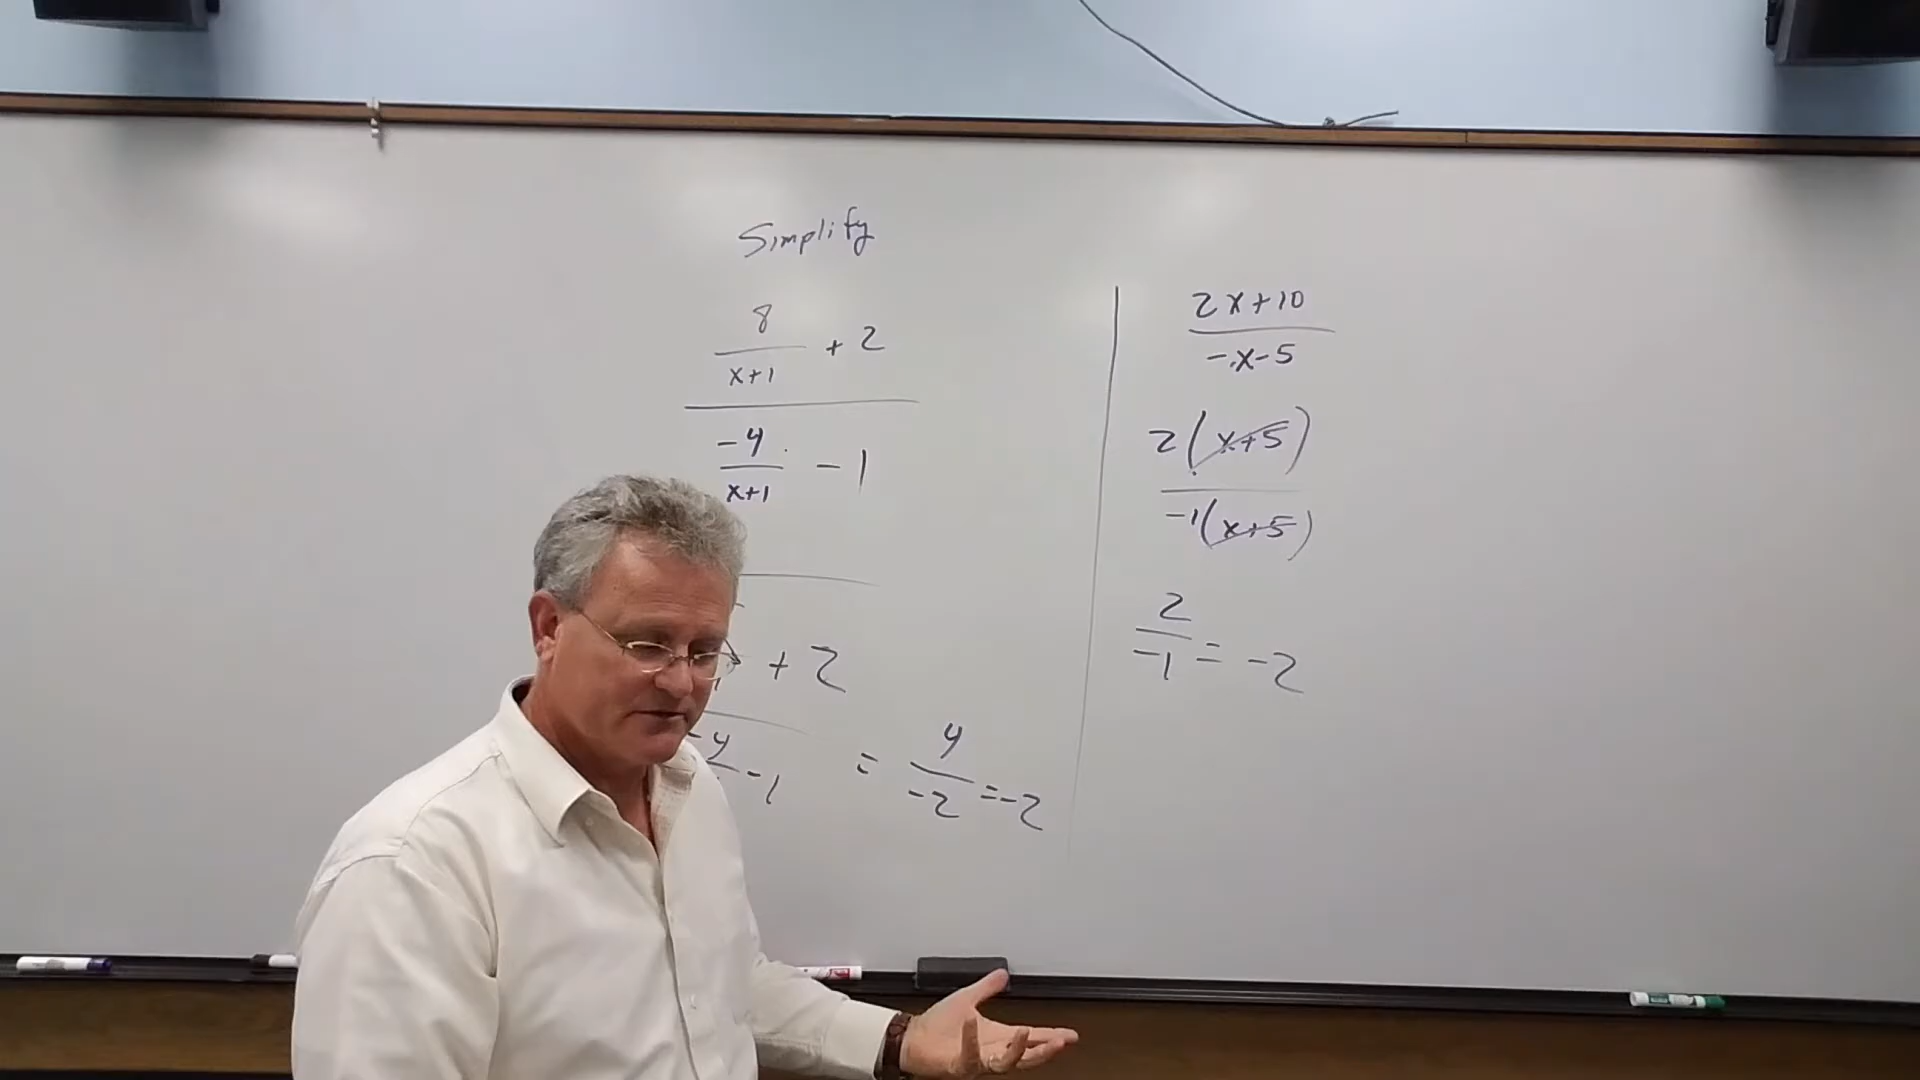 Simplify
8
x+1
+ 2
-4
x+1
- 1
+ 2
-4
-1
= 4
-2
= -2
2x+10
-x-5
2(x+5)
-1(x+5)
2
-1
= -2